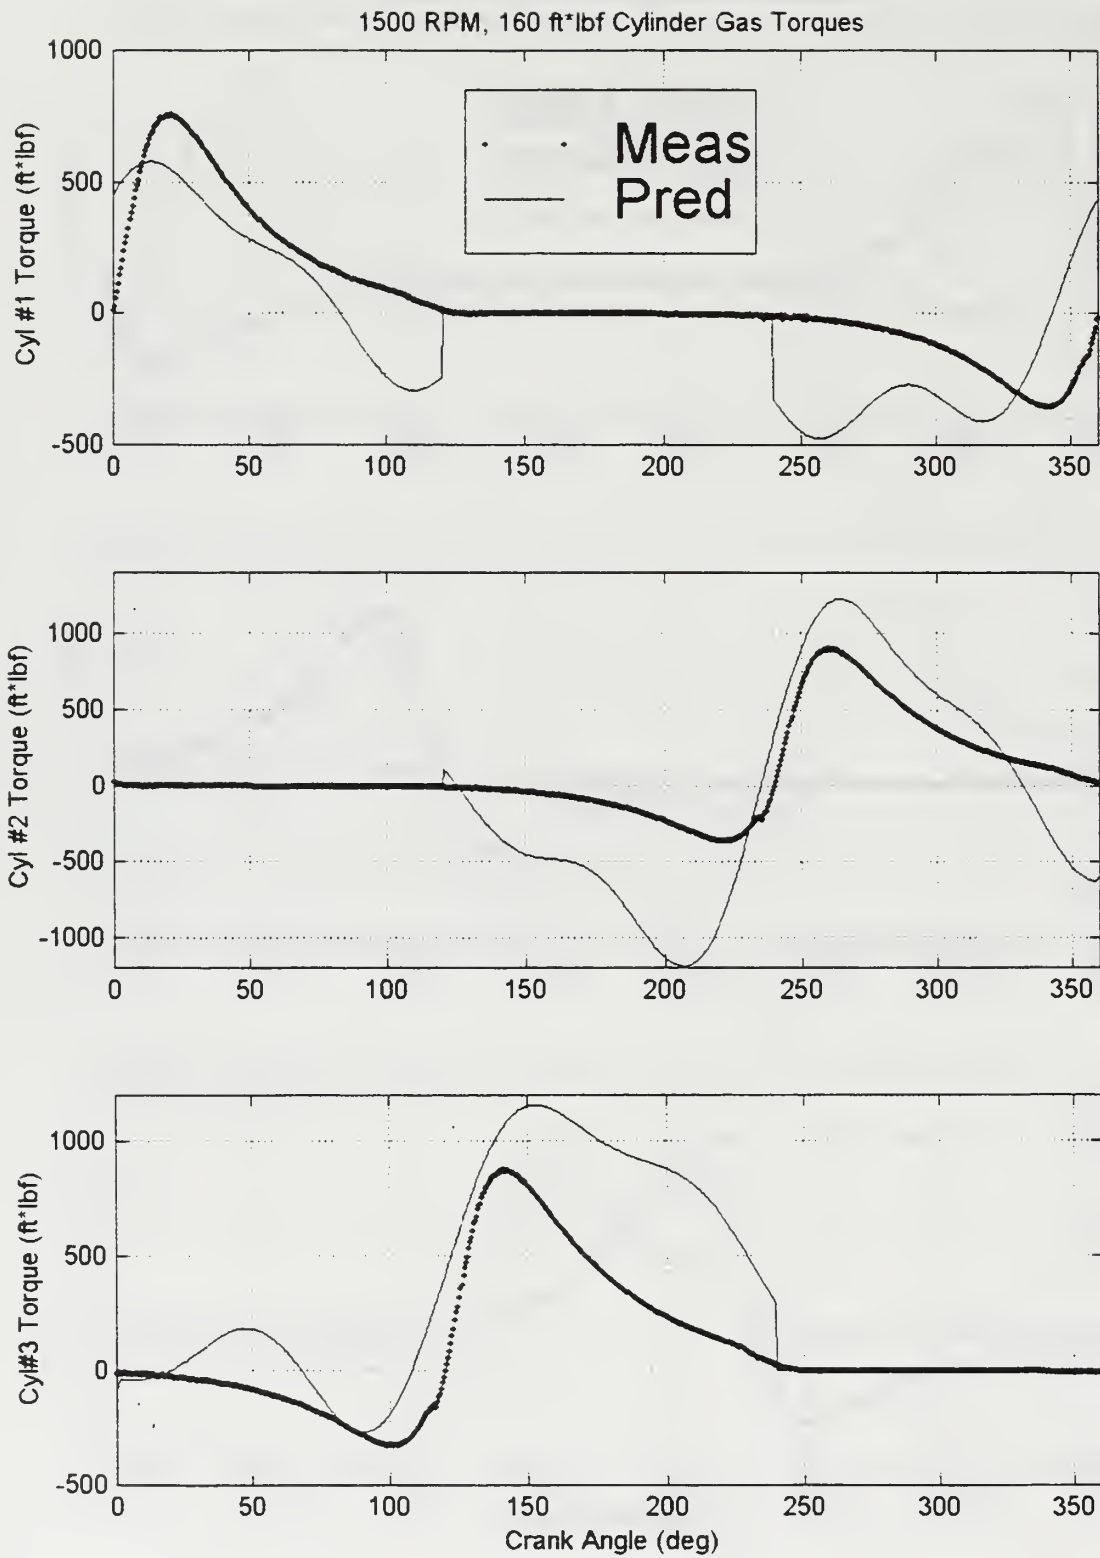 1500 RPM, 160 ft*lbf Cylinder Gas Torques
Cyl #1 Torque (ft*lbf)
1000
500
0
-500
Meas
Pred
0 50 100 150 200 250 300 350
Cyl #2 Torque (ft*lbf)
1000
500
0
-500
-1000
0 50 100 150 200 250 300 350
Cyl#3 Torque (ft*lbf)
1000
500
0
-500
0 50 100 150 200 250 300 350
Crank Angle (deg)